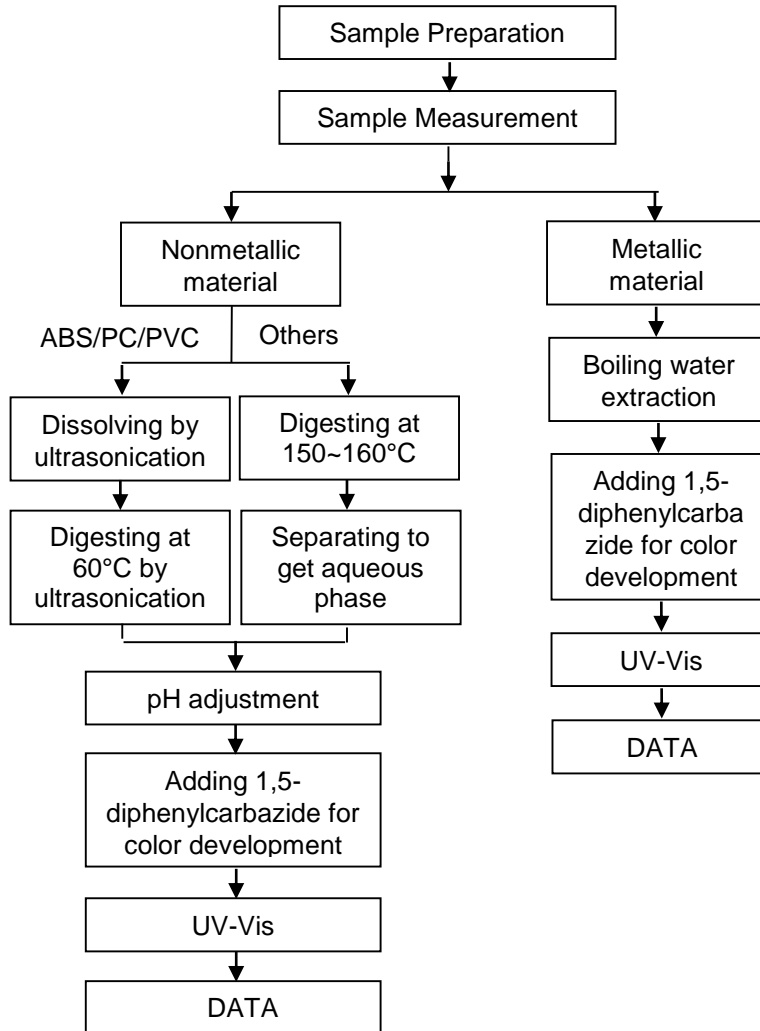 Sample Preparation
Sample Measurement
Nonmetallic
material
ABS/PC/PVC
Others
Dissolving by
ultrasonication
Digesting at
150~160°C
Digesting at
60°C by
ultrasonication
Separating to
get aqueous
phase
pH adjustment
Adding 1,5-
diphenylcarbazide for
color development
UV-Vis
DATA
Metallic
material
Boiling water
extraction
Adding 1,5-
diphenylcarba
zide for color
development
UV-Vis
DATA